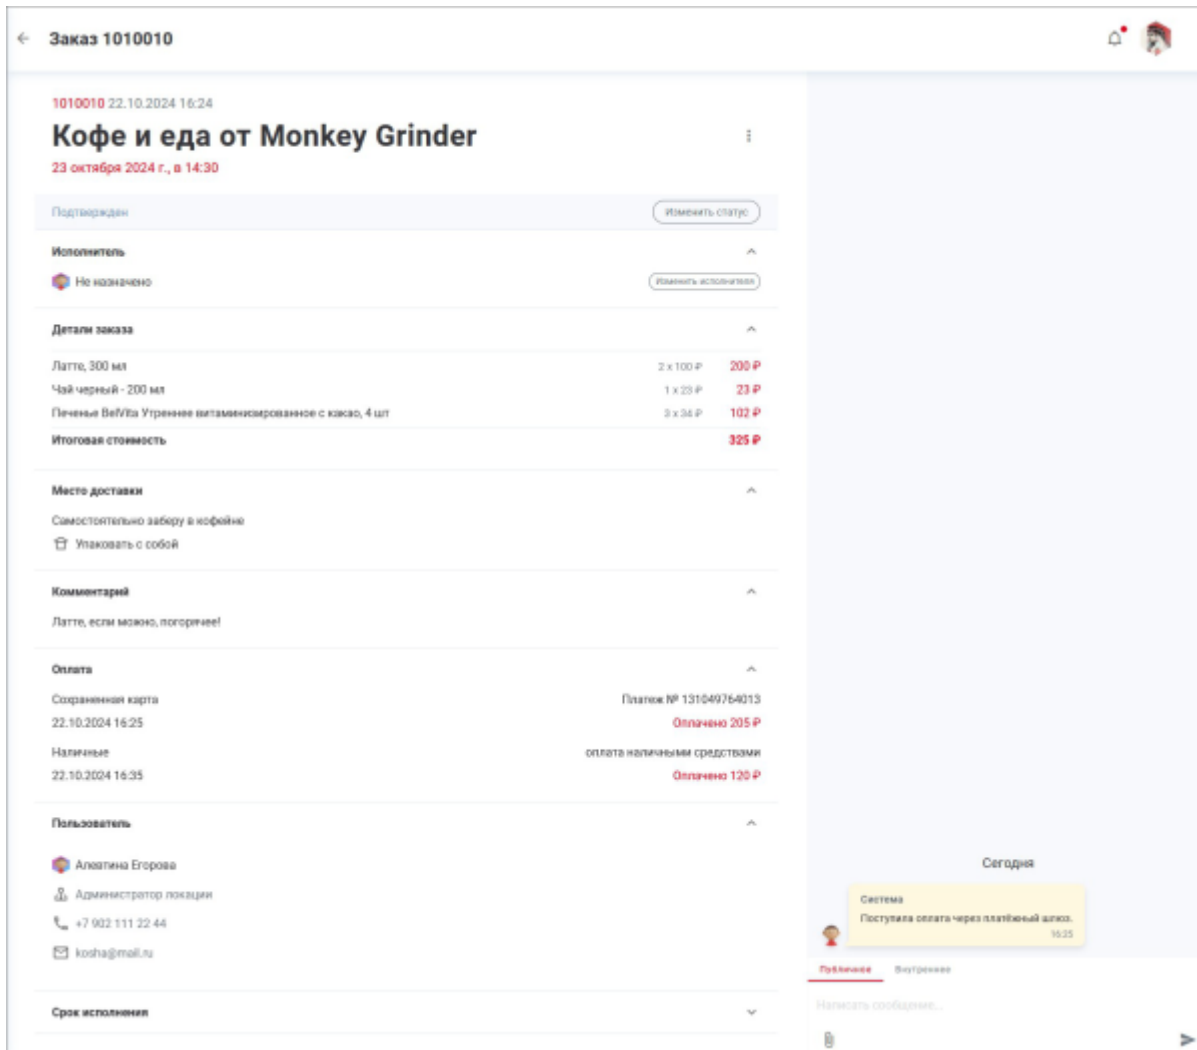 Заказ 1010010
1010010 22.10.2024 16:24
Кофе и еда от Monkey Grinder
23 октября 2024 г., в 14:30
Подтвержден
Изменить статус
Исполнитель
Не назначено
Изменить исполнителя
Детали заказа
Латте, 300 мл 2 x 100 ₽ 200 ₽
Чай черный - 200 мл 1 x 23 ₽ 23 ₽
Печенье BelVita Утреннее витаминизированное с какао, 4 шт 3 x 34 ₽ 102 ₽
Итоговая стоимость 325 ₽
Место доставки
Самостоятельно заберу в кофейне
Упаковать с собой
Комментарий
Латте, если можно, погорячее!
Оплата
Сохраненная карта Платеж № 131049764013
22.10.2024 16:25 Оплачено 205 ₽
Наличные оплата наличными средствами
22.10.2024 16:35 Оплачено 120 ₽
Пользователь
Алевтина Егорова
Администратор локации
+7 902 111 22 44
kosha@mail.ru
Срок исполнения
Сегодня
Система
Поступила оплата через платёжный шлюз.
16:25
Публичное Внутреннее
Написать сообщение...